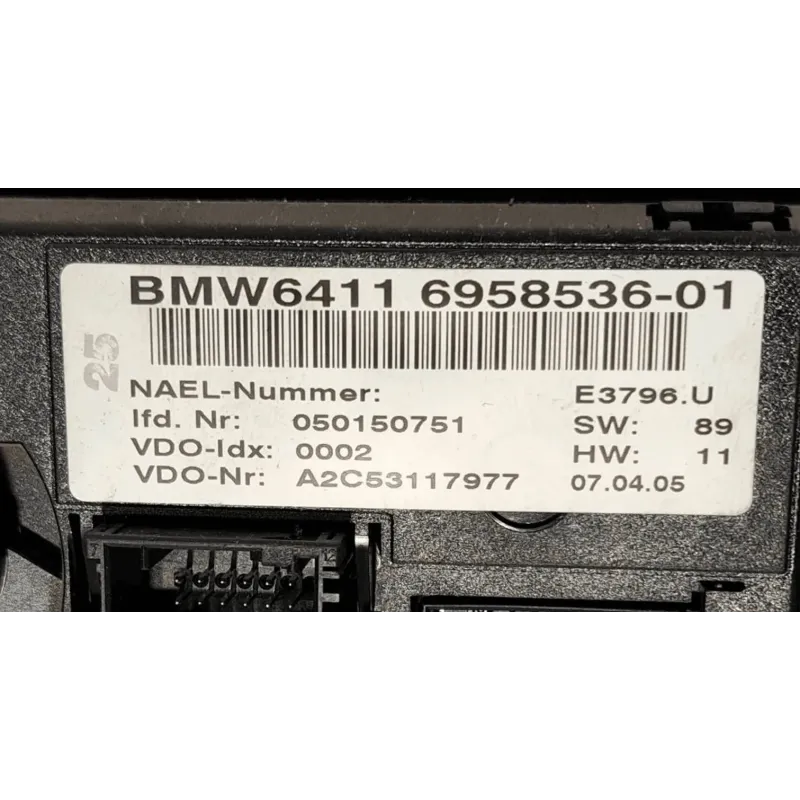 BMW6411 6958536-01
25
NAEL-Nummer: E3796.U
lfd. Nr: 050150751 SW: 89
VDO-Idx: 0002 HW: 11
VDO-Nr: A2C53117977 07.04.05